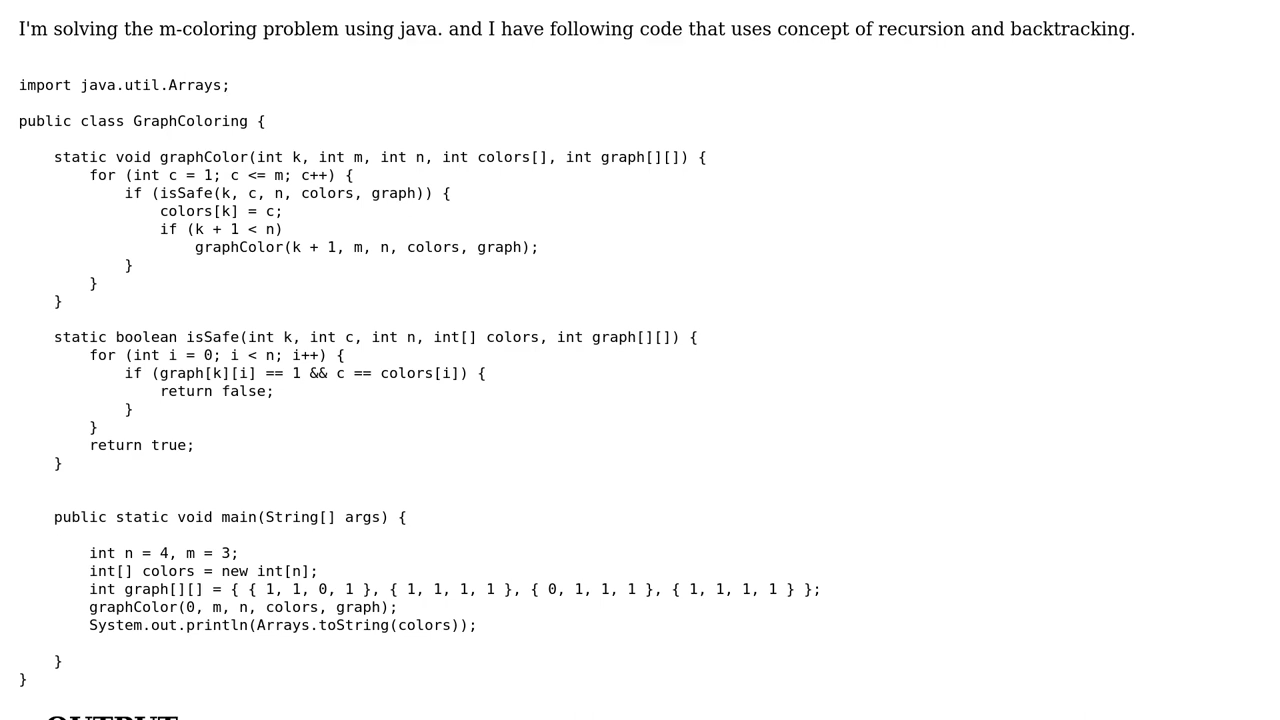 I'm solving the m-coloring problem using java. and I have following code that uses concept of recursion and backtracking.
import java.util.Arrays;
public class GraphColoring {
static void graphColor(int k, int m, int n, int colors[], int graph[][]) {
for (int c = 1; c <= m; c++) {
if (isSafe(k, c, n, colors, graph)) {
colors[k] = c;
if (k + 1 < n)
graphColor(k + 1, m, n, colors, graph);
}
}
}
static boolean isSafe(int k, int c, int n, int[] colors, int graph[][]) {
for (int i = 0; i < n; i++) {
if (graph[k][i] == 1 && c == colors[i]) {
return false;
}
}
return true;
}
public static void main(String[] args) {
int n = 4, m = 3;
int[] colors = new int[n];
int graph[][] = { { 1, 1, 0, 1 }, { 1, 1, 1, 1 }, { 0, 1, 1, 1 }, { 1, 1, 1, 1 } };
graphColor(0, m, n, colors, graph);
System.out.println(Arrays.toString(colors));
}
}